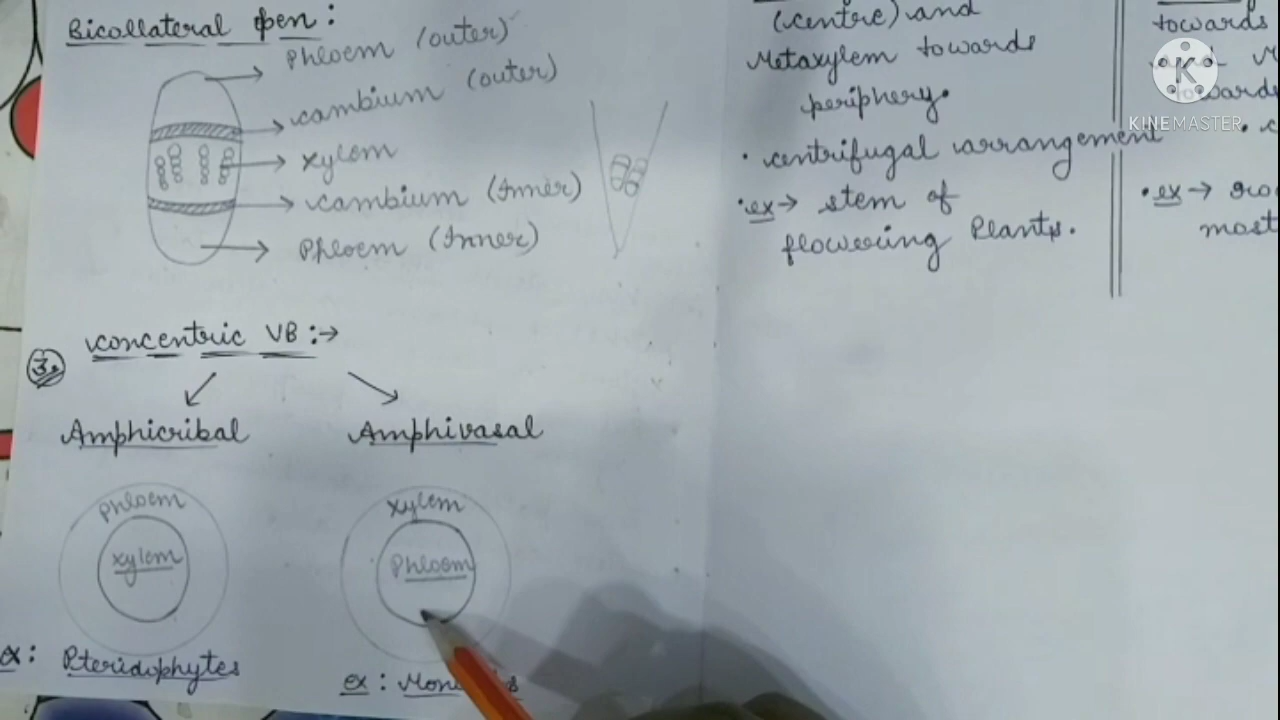 Bicollateral open:
Phloem (outer)
cambium (outer)
xylem
cambium (Inner)
Phloem (Inner)
3. concentric VB:→
Amphicribal
Amphivasal
Phloem
xylem
xylem
Phloem
ex: Pteridophytes
ex:
(centre) and
Metaxylem towards
periphery.
• centrifugal arrangement
• ex → stem of
flowering Plants.
towards
towards
• ex →
most
K
KINEMASTER